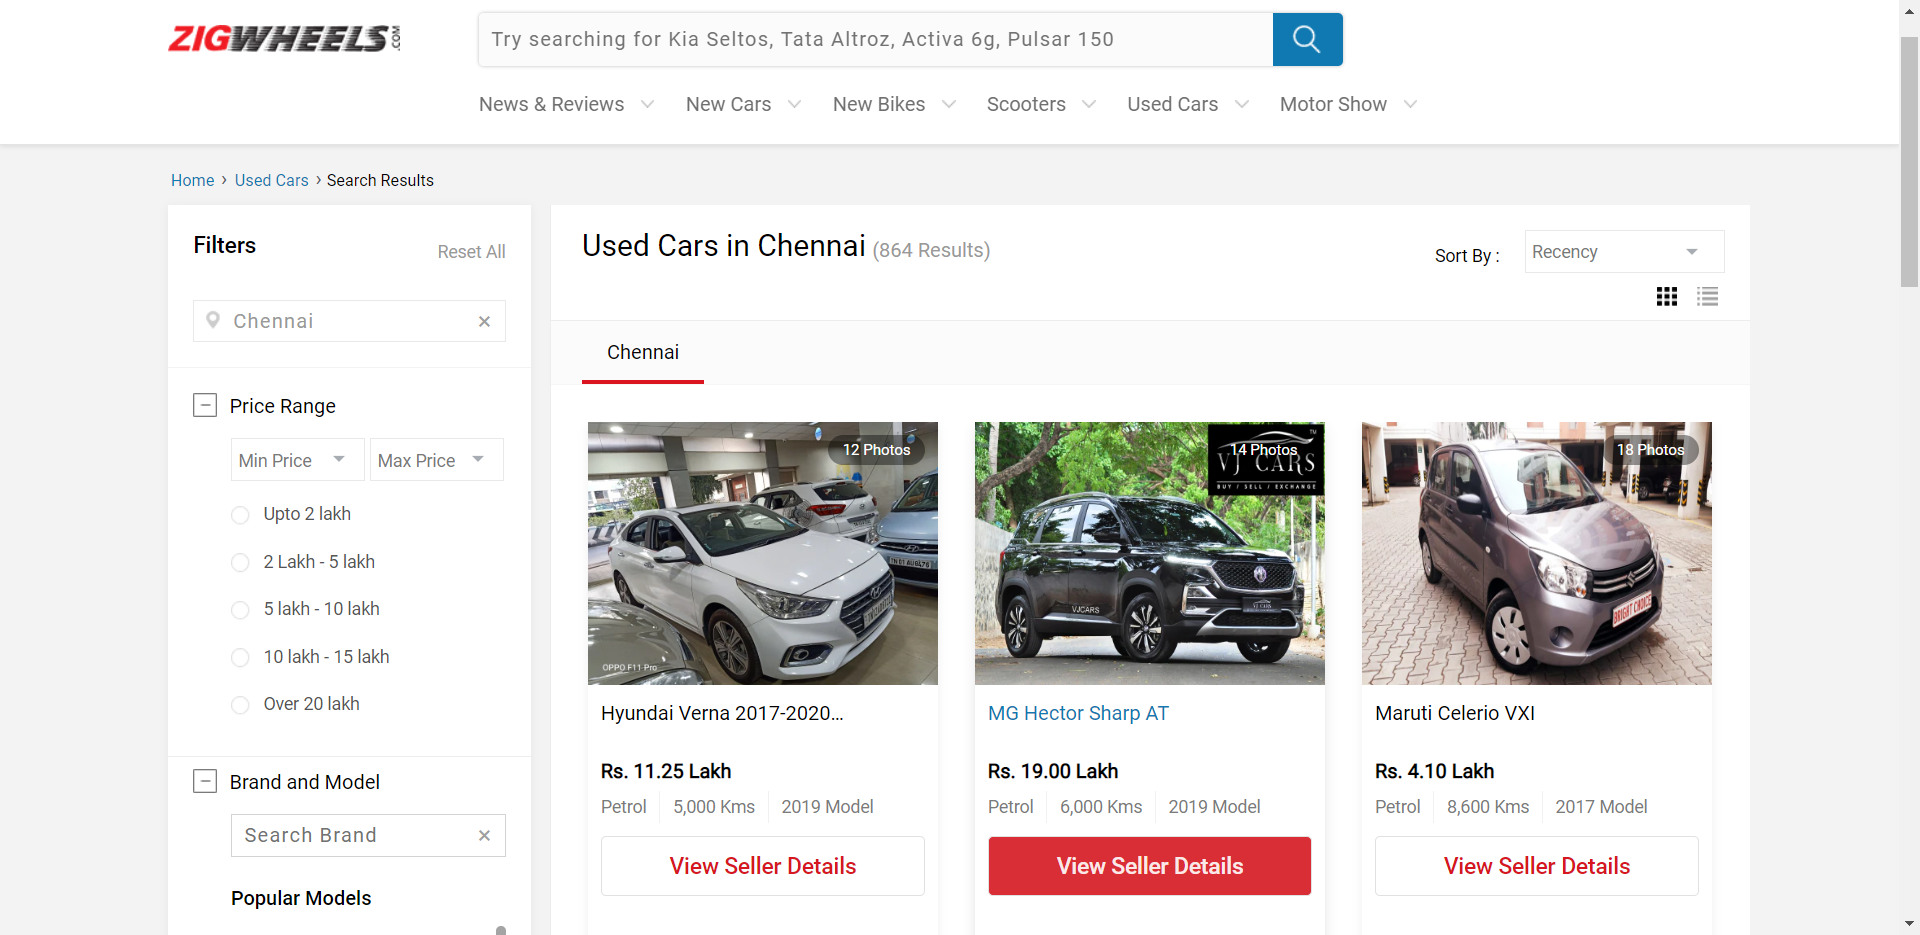 ZIGWHEELS.COM
Try searching for Kia Seltos, Tata Altroz, Activa 6g, Pulsar 150
News & Reviews New Cars New Bikes Scooters Used Cars Motor Show
Home › Used Cars › Search Results
Filters
Reset All
Chennai
Price Range
Min Price Max Price
Upto 2 lakh
2 Lakh - 5 lakh
5 lakh - 10 lakh
10 lakh - 15 lakh
Over 20 lakh
Brand and Model
Search Brand
Popular Models
Used Cars in Chennai (864 Results)
Sort By : Recency
Chennai
12 Photos
OPPO F11 Pro
Hyundai Verna 2017-2020...
Rs. 11.25 Lakh
Petrol 5,000 Kms 2019 Model
View Seller Details
14 Photos
VJ CARS
BUY / SELL / EXCHANGE
VJCARS
VJ CARS
MG Hector Sharp AT
Rs. 19.00 Lakh
Petrol 6,000 Kms 2019 Model
View Seller Details
18 Photos
BRIGHT CHOICE
Maruti Celerio VXI
Rs. 4.10 Lakh
Petrol 8,600 Kms 2017 Model
View Seller Details